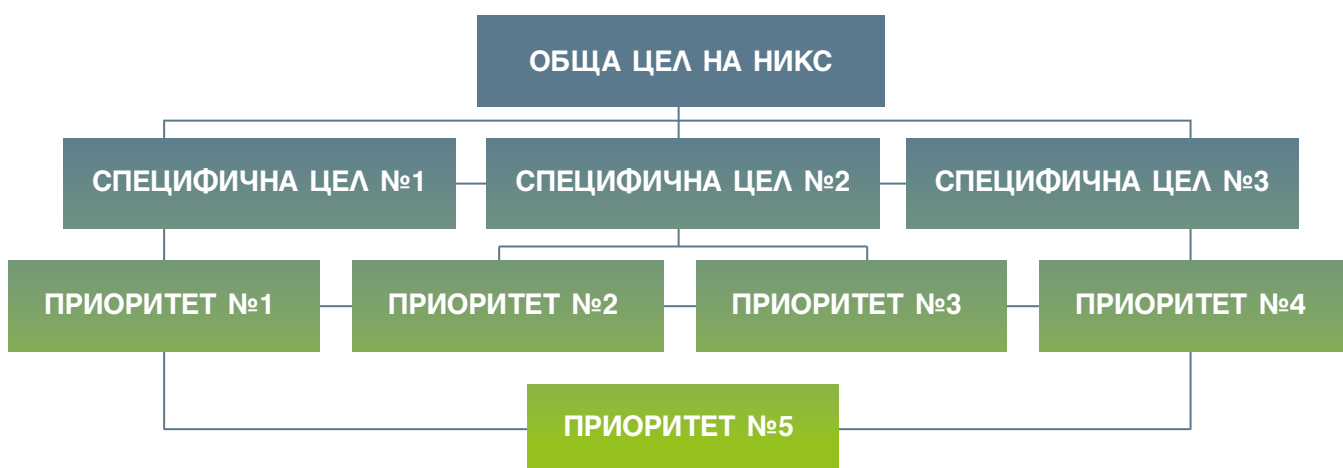 ОБЩА ЦЕЛ НА НИКС
СПЕЦИФИЧНА ЦЕЛ №1
СПЕЦИФИЧНА ЦЕЛ №2
СПЕЦИФИЧНА ЦЕЛ №3
ПРИОРИТЕТ №1
ПРИОРИТЕТ №2
ПРИОРИТЕТ №3
ПРИОРИТЕТ №4
ПРИОРИТЕТ №5